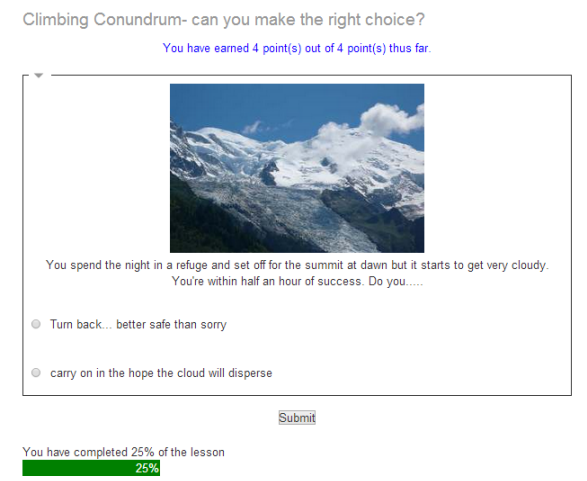 Climbing Conundrum- can you make the right choice?
You have earned 4 point(s) out of 4 point(s) thus far.
You spend the night in a refuge and set off for the summit at dawn but it starts to get very cloudy.
You're within half an hour of success. Do you.....
Turn back... better safe than sorry
carry on in the hope the cloud will disperse
Submit
You have completed 25% of the lesson
25%